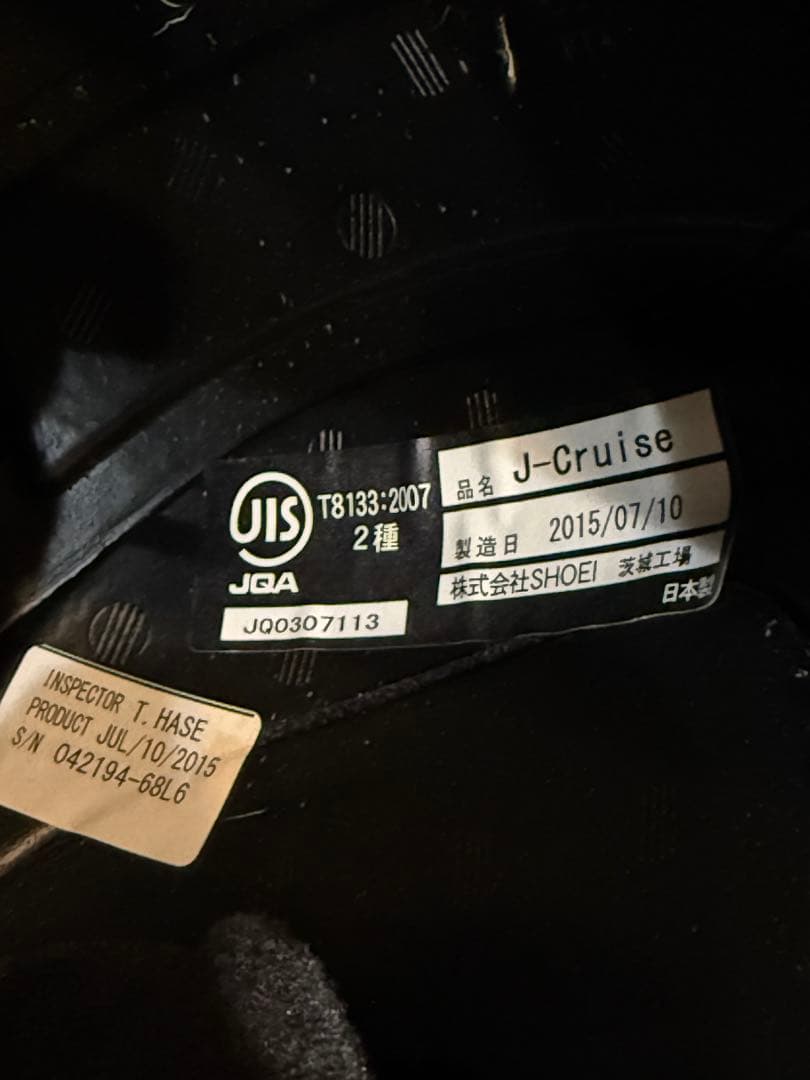 JIS
JQA
T8133:2007
2種
JQ0307113
品名 J-Cruise
製造日 2015/07/10
株式会社SHOEI 茨城工場
日本製
INSPECTOR T. HASE
PRODUCT JUL/10/2015
S/N 042194-68L6